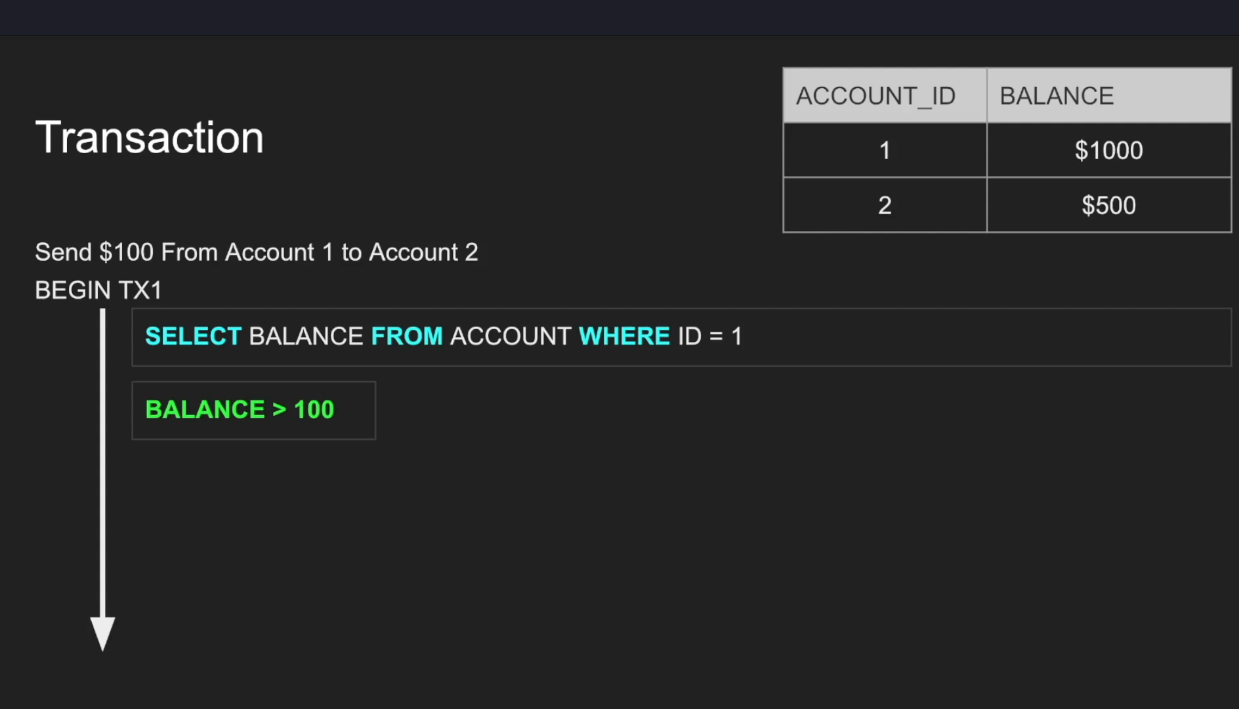 Transaction
ACCOUNT_ID BALANCE
1 $1000
2 $500
Send $100 From Account 1 to Account 2
BEGIN TX1
SELECT BALANCE FROM ACCOUNT WHERE ID = 1
BALANCE > 100